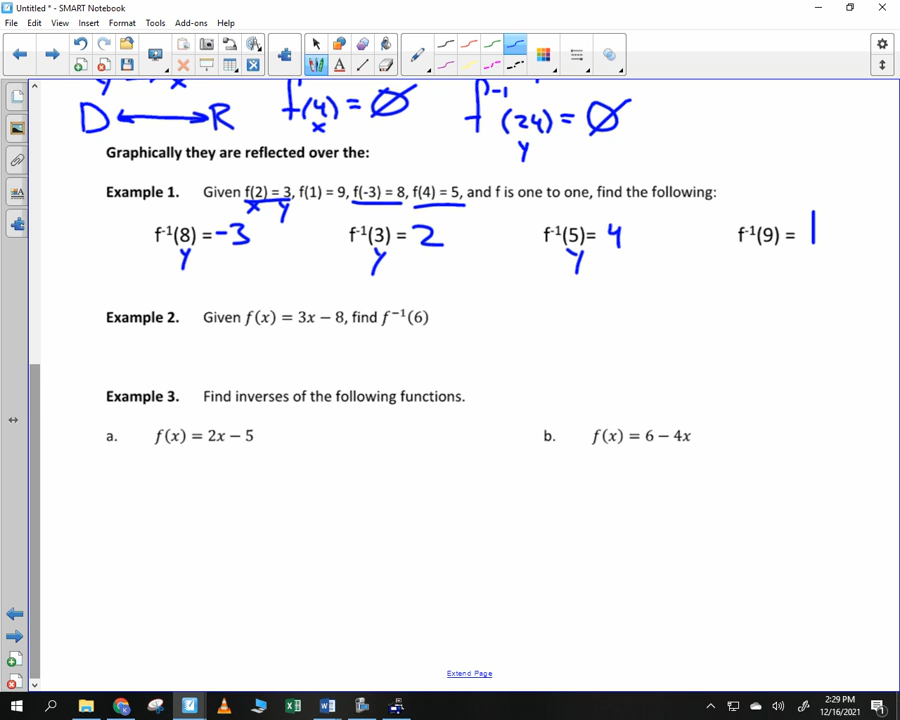 Untitled * - SMART Notebook
File Edit View Insert Format Tools Add-ons Help
D ⟷ R f(4) = ∅ f⁻¹(24) = ∅
x y
Graphically they are reflected over the:
Example 1. Given f(2) = 3, f(1) = 9, f(-3) = 8, f(4) = 5, and f is one to one, find the following:
x y
f⁻¹(8) = -3 f⁻¹(3) = 2 f⁻¹(5)= 4 f⁻¹(9) = 1
y y y
Example 2. Given f(x) = 3x − 8, find f⁻¹(6)
Example 3. Find inverses of the following functions.
a. f(x) = 2x − 5 b. f(x) = 6 − 4x
Extend Page
2:29 PM
12/16/2021